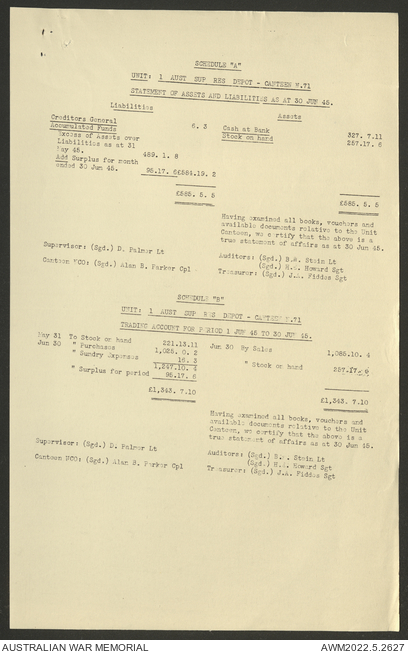 SCHEDULE "A"
UNIT: 1 AUST SUP RES DEPOT - CANTEEN N.71
STATEMENT OF ASSETS AND LIABILITIES AS AT 30 JUN 45.
Liabilities Assets
Creditors General 6. 3 Cash at Bank 327. 7.11
Accumulated Funds Stock on hand 257.17. 6
Excess of Assets over
Liabilities as at 31
May 45. 489. 1. 8
Add Surplus for month
ended 30 Jun 45. 95.17. 6 £584.19. 2
£585. 5. 5 £585. 5. 5
Having examined all books, vouchers and
available documents relative to the Unit
Canteen, we certify that the above is a
true statement of affairs as at 30 Jun 45.
Supervisor: (Sgd.) D. Palmer Lt
Canteen NCO: (Sgd.) Alan B. Parker Cpl
Auditors: (Sgd.) B.W. Stein Lt
(Sgd.) H.G. Howard Sgt
Treasurer: (Sgd.) J.A. Fiddes Sgt
SCHEDULE "B"
UNIT: 1 AUST SUP RES DEPOT - CANTEEN N.71
TRADING ACCOUNT FOR PERIOD 1 JUN 45 TO 30 JUN 45.
May 31 To Stock on hand 221.13.11 Jun 30 By Sales 1,085.10. 4
Jun 30 " Purchases 1,025. 0. 2
" Sundry Expenses 16. 3 " Stock on hand 257.17. 6
1,247.10. 4
" Surplus for period 95.17. 6
£1,343. 7.10 £1,343. 7.10
Having examined all books, vouchers and
available documents relative to the Unit
Canteen, we certify that the above is a
true statement of affairs as at 30 Jun 45.
Supervisor: (Sgd.) D. Palmer Lt
Canteen NCO: (Sgd.) Alan B. Parker Cpl
Auditors: (Sgd.) B.W. Stein Lt
(Sgd.) H.G. Howard Sgt
Treasurer: (Sgd.) J.A. Fiddes Sgt
AUSTRALIAN WAR MEMORIAL AWM2022.5.2627